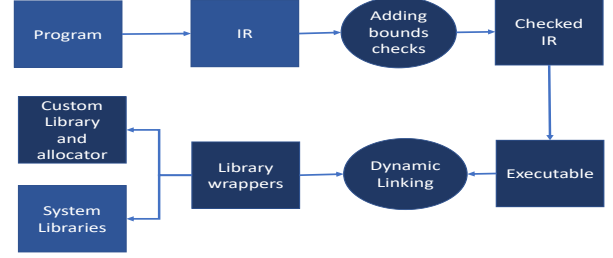 Program
IR
Adding
bounds
checks
Checked
IR
Custom
Library
and
allocator
Library
wrappers
Dynamic
Linking
Executable
System
Libraries